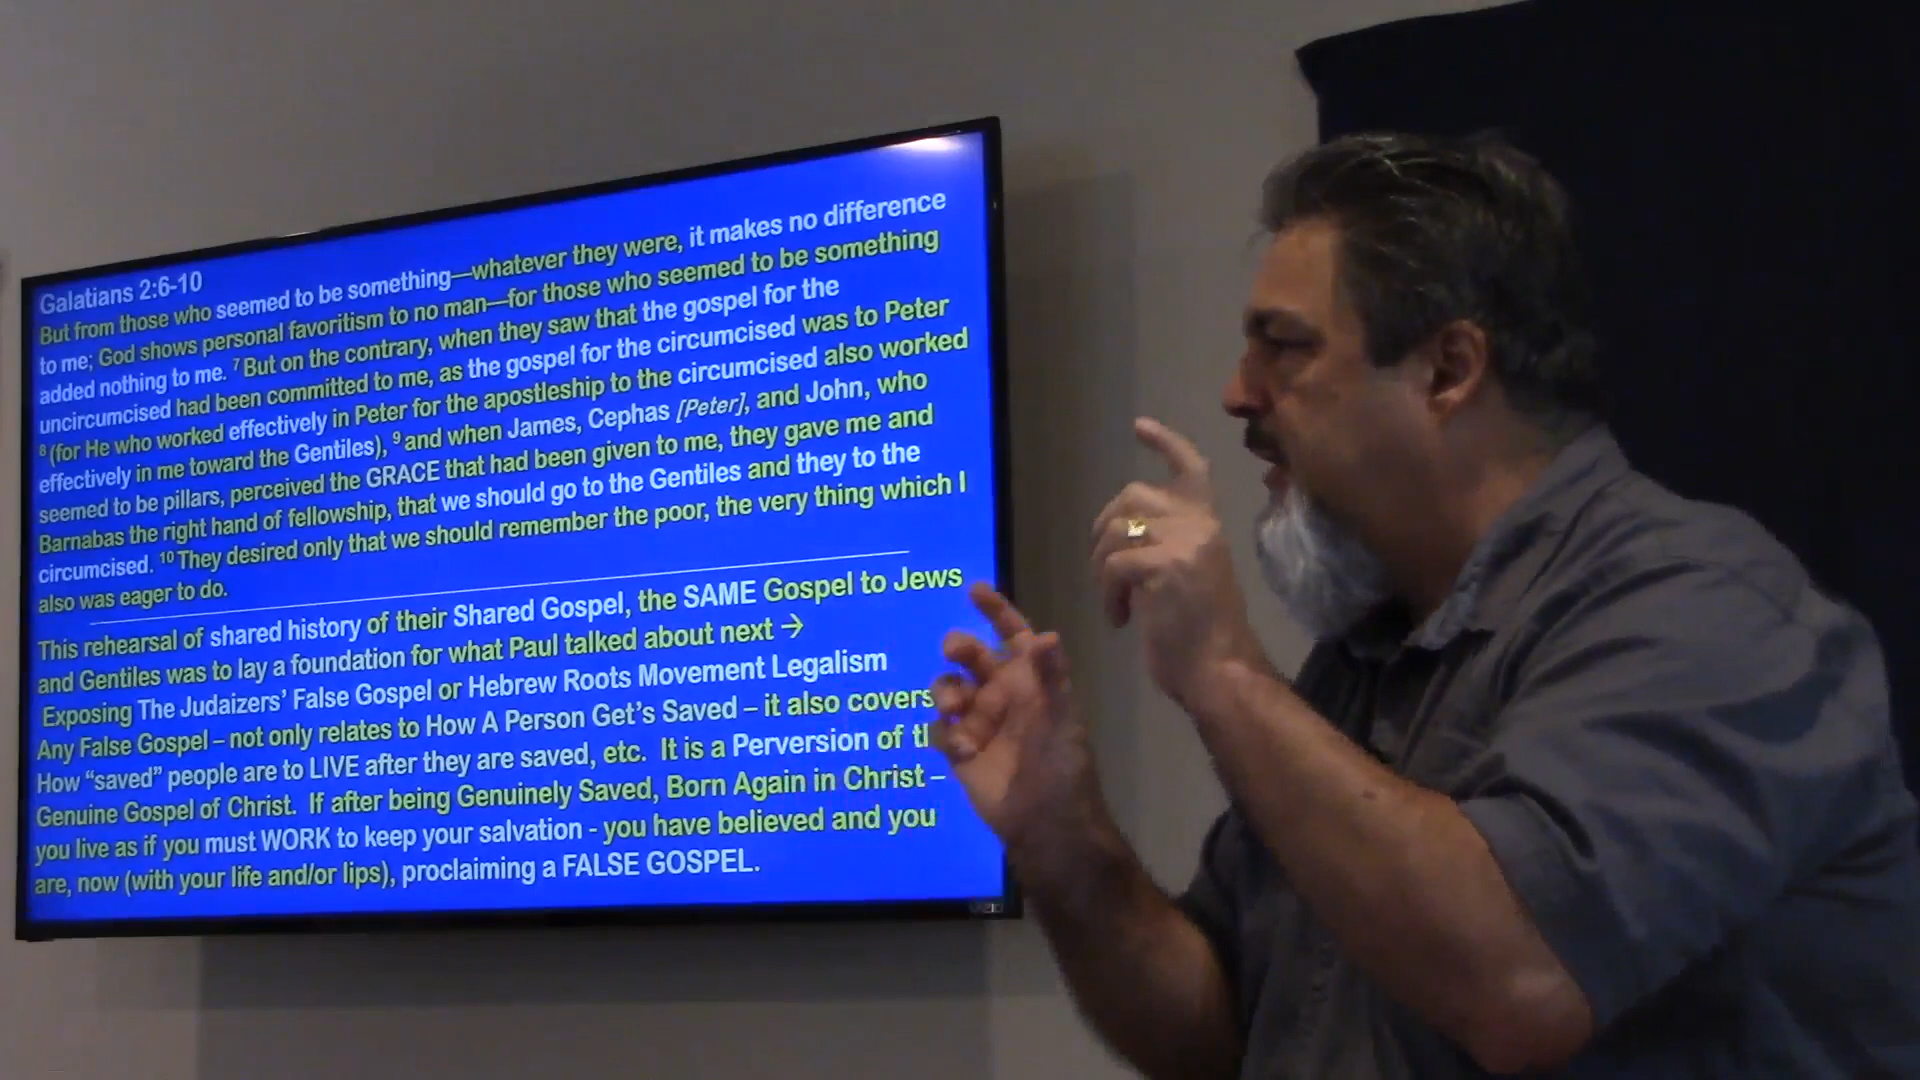 Galatians 2:6-10
But from those who seemed to be something—whatever they were, it makes no difference
to me; God shows personal favoritism to no man—for those who seemed to be something
added nothing to me. 7 But on the contrary, when they saw that the gospel for the
uncircumcised had been committed to me, as the gospel for the circumcised was to Peter
8 (for He who worked effectively in Peter for the apostleship to the circumcised also worked
effectively in me toward the Gentiles), 9 and when James, Cephas [Peter], and John, who
seemed to be pillars, perceived the GRACE that had been given to me, they gave me and
Barnabas the right hand of fellowship, that we should go to the Gentiles and they to the
circumcised. 10 They desired only that we should remember the poor, the very thing which I
also was eager to do.
This rehearsal of shared history of their Shared Gospel, the SAME Gospel to Jews
and Gentiles was to lay a foundation for what Paul talked about next →
Exposing The Judaizers' False Gospel or Hebrew Roots Movement Legalism
Any False Gospel – not only relates to How A Person Get's Saved – it also covers
How “saved” people are to LIVE after they are saved, etc. It is a Perversion of
Genuine Gospel of Christ. If after being Genuinely Saved, Born Again in Christ –
you live as if you must WORK to keep your salvation - you have believed and you
are, now (with your life and/or lips), proclaiming a FALSE GOSPEL.